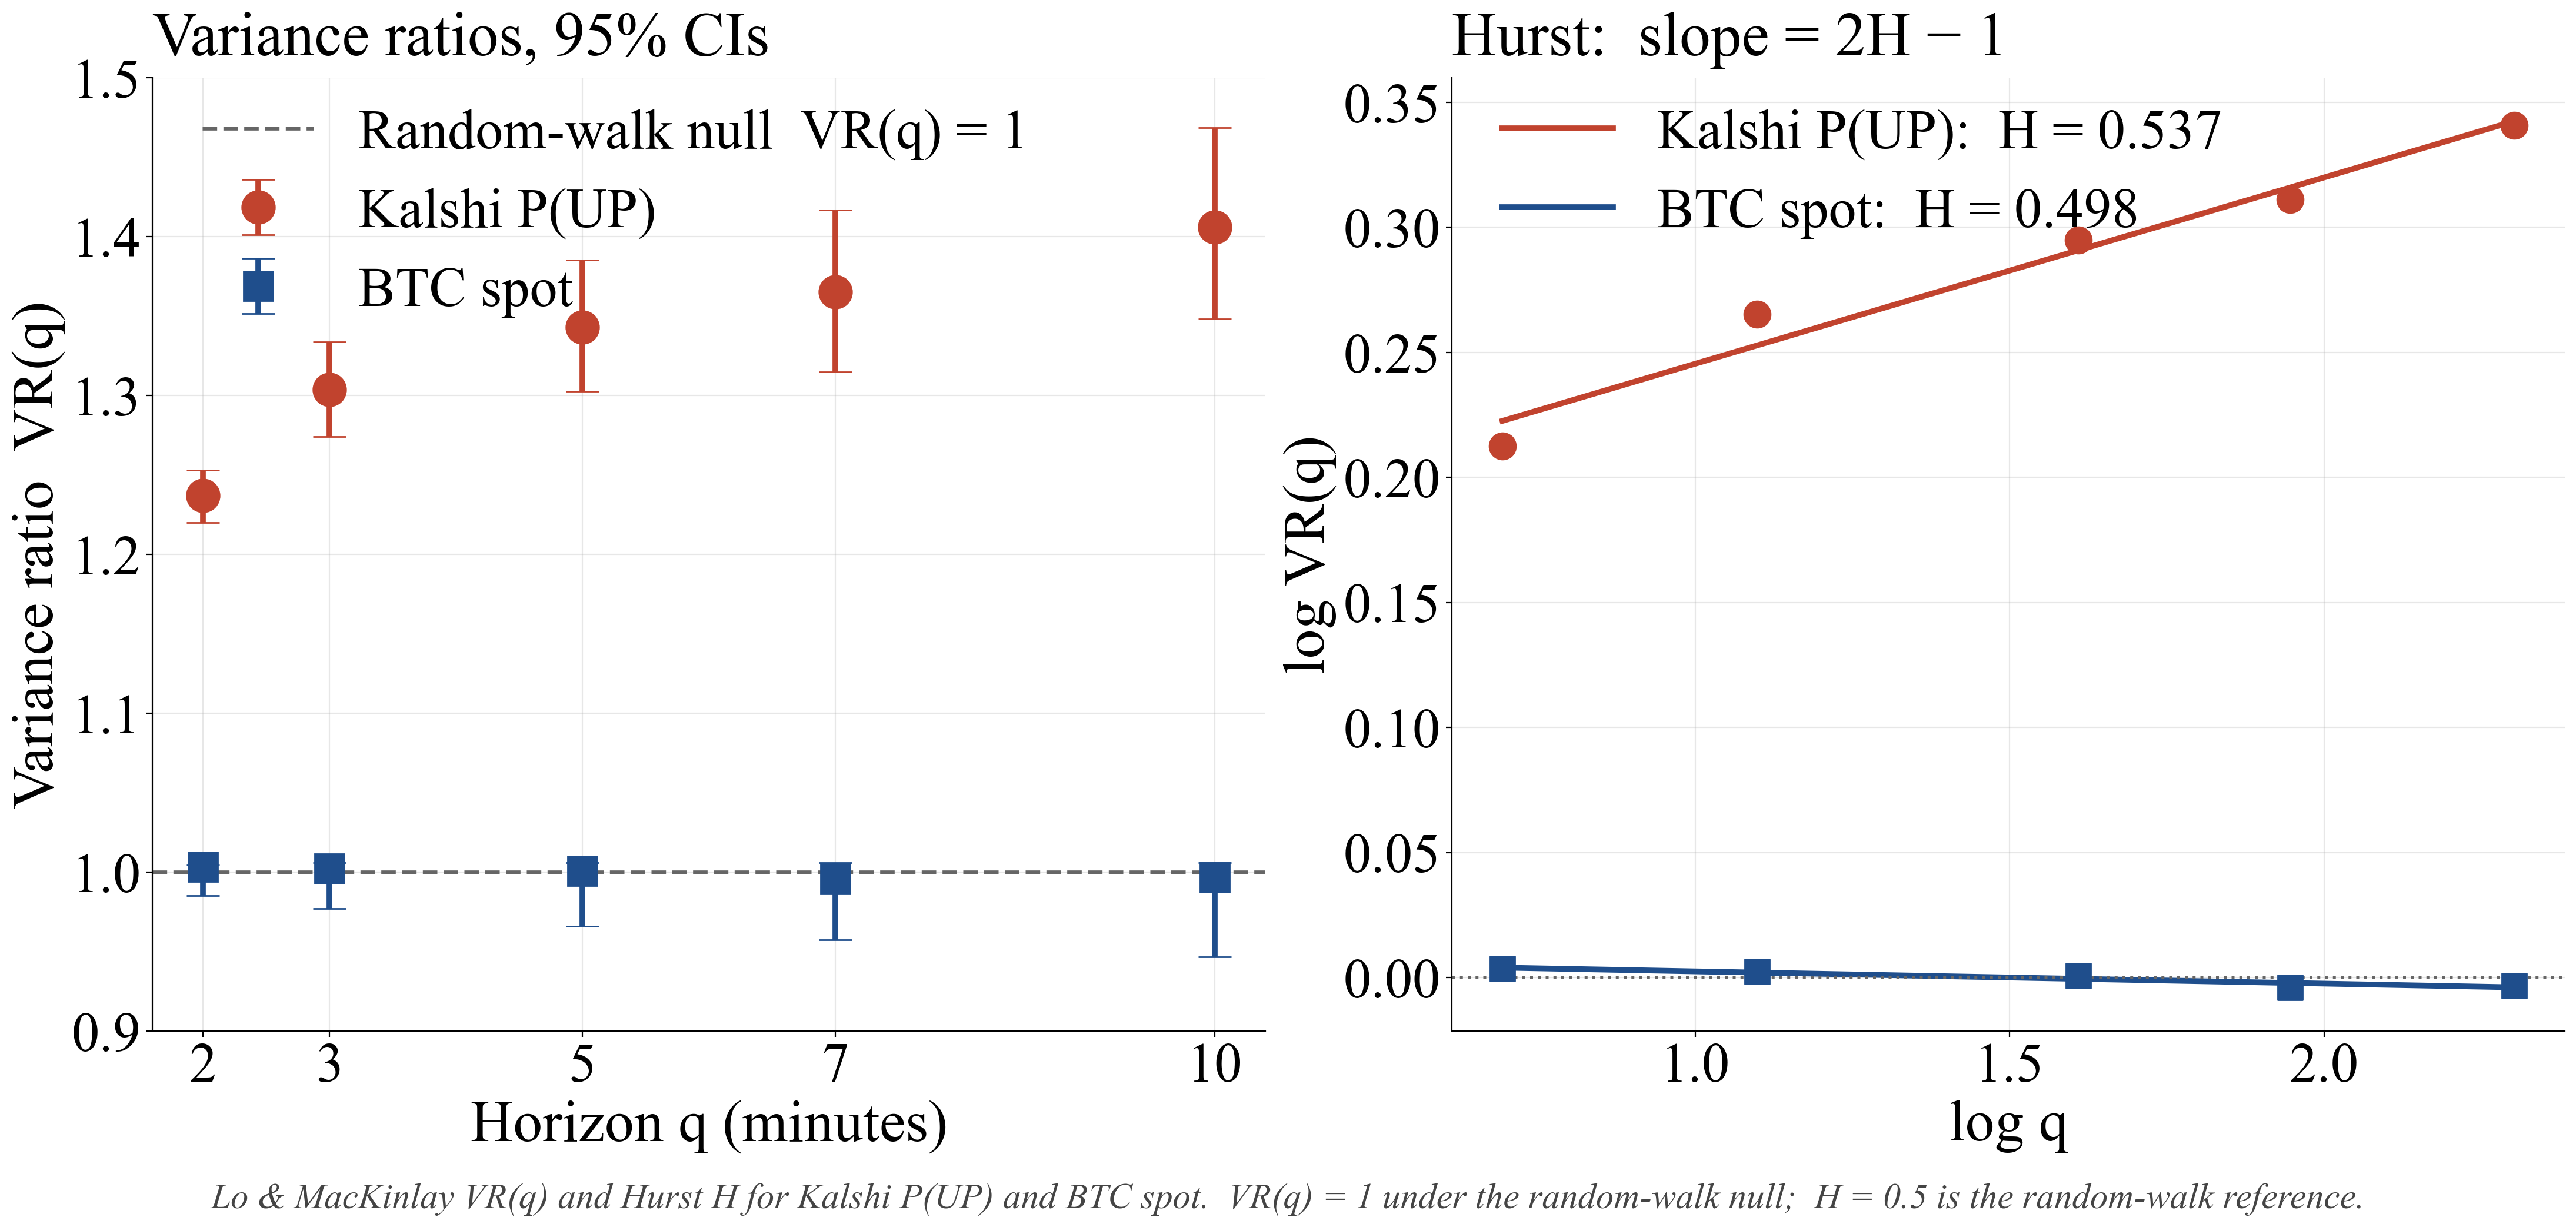 Variance ratios, 95% CIs
Random-walk null VR(q) = 1
Kalshi P(UP)
BTC spot
Variance ratio VR(q)
1.5
1.4
1.3
1.2
1.1
1.0
0.9
2 3 5 7 10
Horizon q (minutes)
Hurst: slope = 2H − 1
Kalshi P(UP): H = 0.537
BTC spot: H = 0.498
log VR(q)
0.35
0.30
0.25
0.20
0.15
0.10
0.05
0.00
1.0 1.5 2.0
log q
Lo & MacKinlay VR(q) and Hurst H for Kalshi P(UP) and BTC spot. VR(q) = 1 under the random-walk null; H = 0.5 is the random-walk reference.